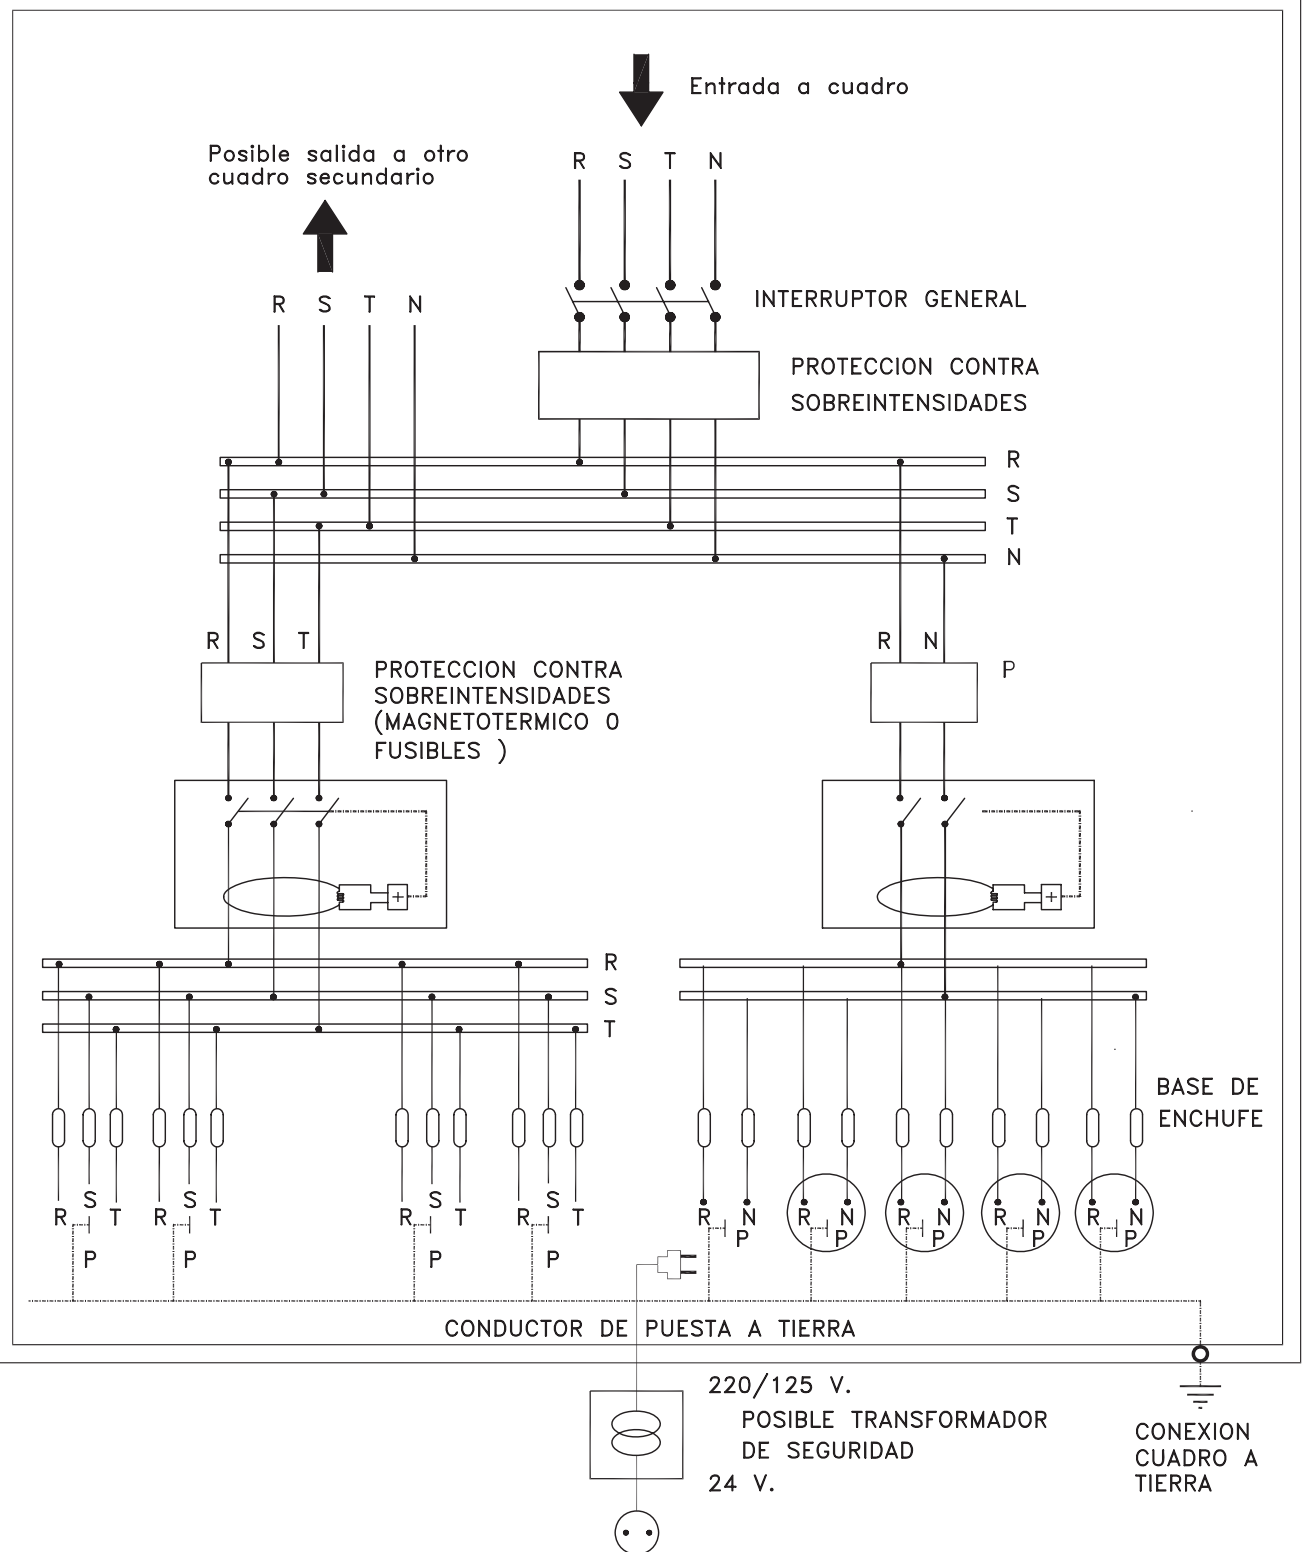 Entrada a cuadro
Posible salida a otro
cuadro secundario
R S T N
R S T N
INTERRUPTOR GENERAL
PROTECCION CONTRA
SOBREINTENSIDADES
R
S
T
N
R S T
R N
P
PROTECCION CONTRA
SOBREINTENSIDADES
(MAGNETOTERMICO O
FUSIBLES )
R
S
T
BASE DE
ENCHUFE
S S S S
R T R T R T R T
R N R N R N R N R N
P P P P P
P P P P
CONDUCTOR DE PUESTA A TIERRA
220/125 V.
POSIBLE TRANSFORMADOR
DE SEGURIDAD
24 V.
CONEXION
CUADRO A
TIERRA